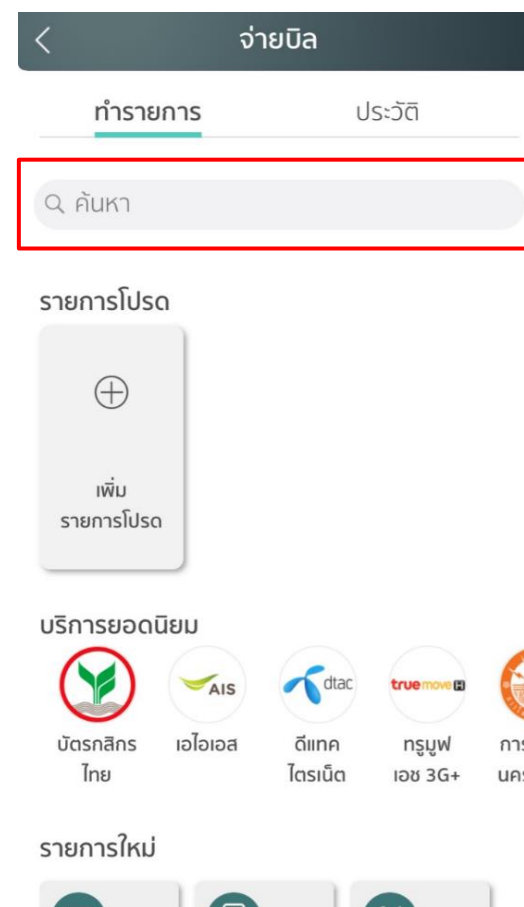 จ่ายบิล
ทำรายการ ประวัติ
ค้นหา
รายการโปรด
เพิ่ม
รายการโปรด
บริการยอดนิยม
AIS dtac truemove H
บัตรกสิกร เอไอเอส ดีแทค ทรูมูฟ
ไทย ไตรเน็ต เอช 3G+
รายการใหม่